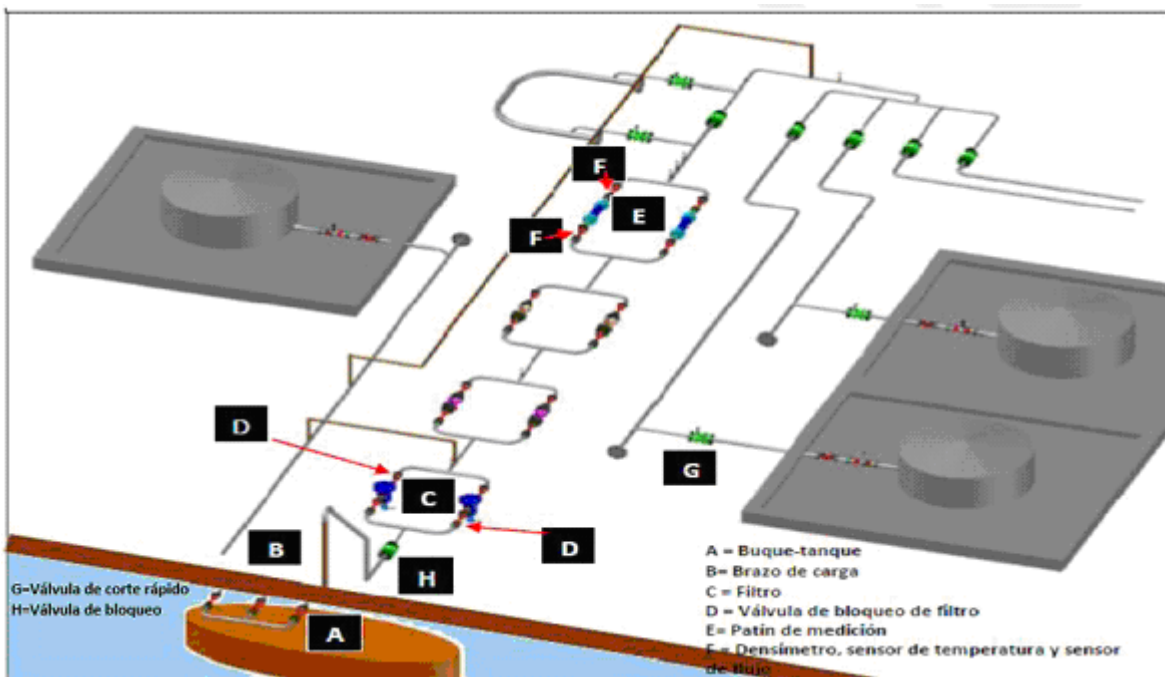 F
E
F
D
C
G
B
D
H
A
G=Válvula de corte rápido
H=Válvula de bloqueo
A = Buque-tanque
B= Brazo de carga
C = Filtro
D = Válvula de bloqueo de filtro
E= Patín de medición
F = Densímetro, sensor de temperatura y sensor
de flujo